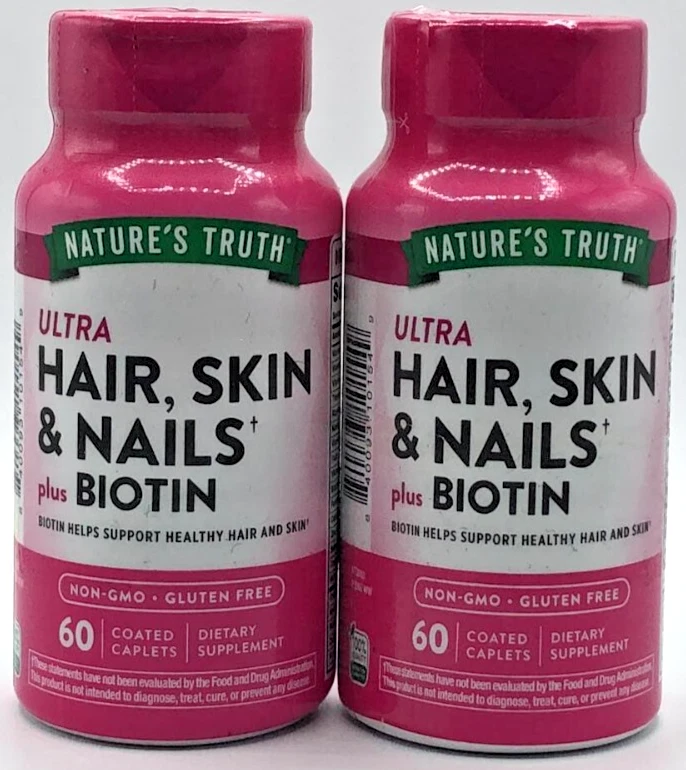 NATURE'S TRUTH®
ULTRA
HAIR, SKIN
& NAILS†
plus BIOTIN
BIOTIN HELPS SUPPORT HEALTHY HAIR AND SKIN†
NON-GMO • GLUTEN FREE
60 COATED CAPLETS DIETARY SUPPLEMENT
†These statements have not been evaluated by the Food and Drug Administration.
This product is not intended to diagnose, treat, cure, or prevent any disease.
NATURE'S TRUTH®
ULTRA
HAIR, SKIN
& NAILS†
plus BIOTIN
BIOTIN HELPS SUPPORT HEALTHY HAIR AND SKIN†
NON-GMO • GLUTEN FREE
60 COATED CAPLETS DIETARY SUPPLEMENT
†These statements have not been evaluated by the Food and Drug Administration.
This product is not intended to diagnose, treat, cure, or prevent any disease.